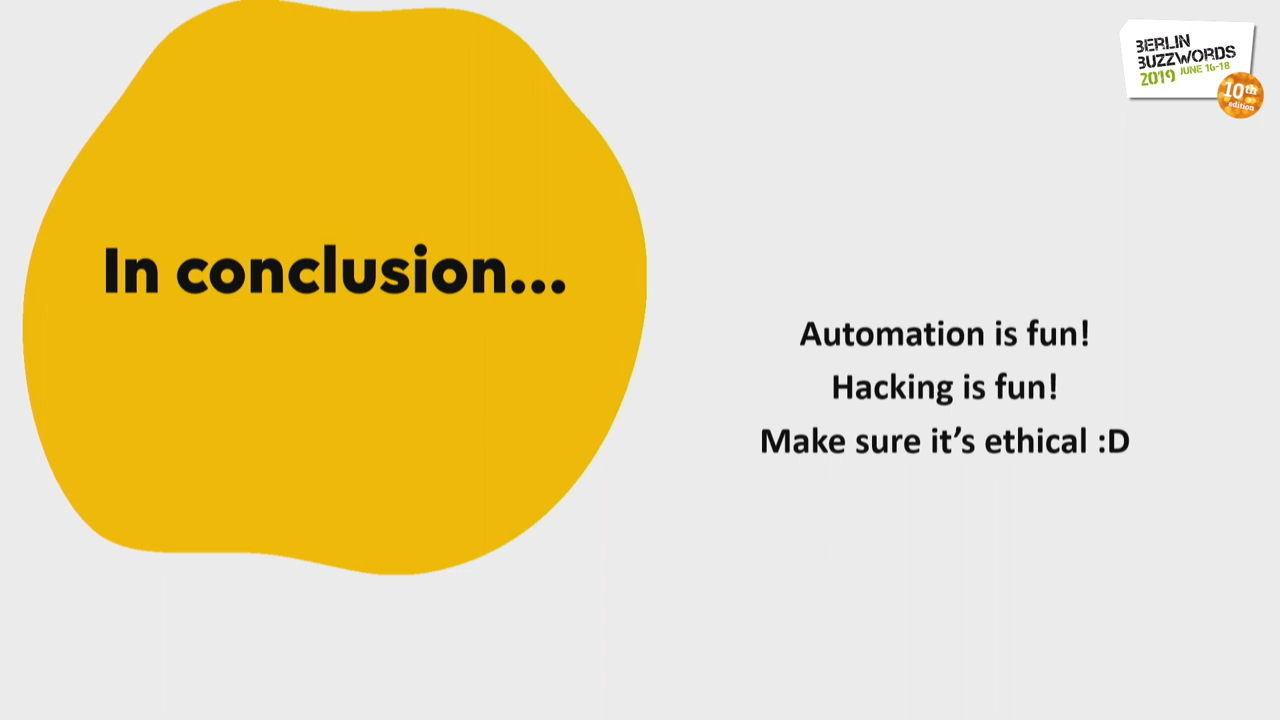 BERLIN
BUZZWORDS
2019 JUNE 16-18
10th
edition
In conclusion...
Automation is fun!
Hacking is fun!
Make sure it’s ethical :D